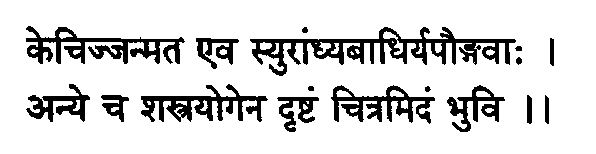 केचिज्जन्मत एव स्युरांध्यबाधिर्यपौङ्गवाः ।
अन्ये च शस्त्रयोगेन दृष्टं चित्रमिदं भुवि ।।